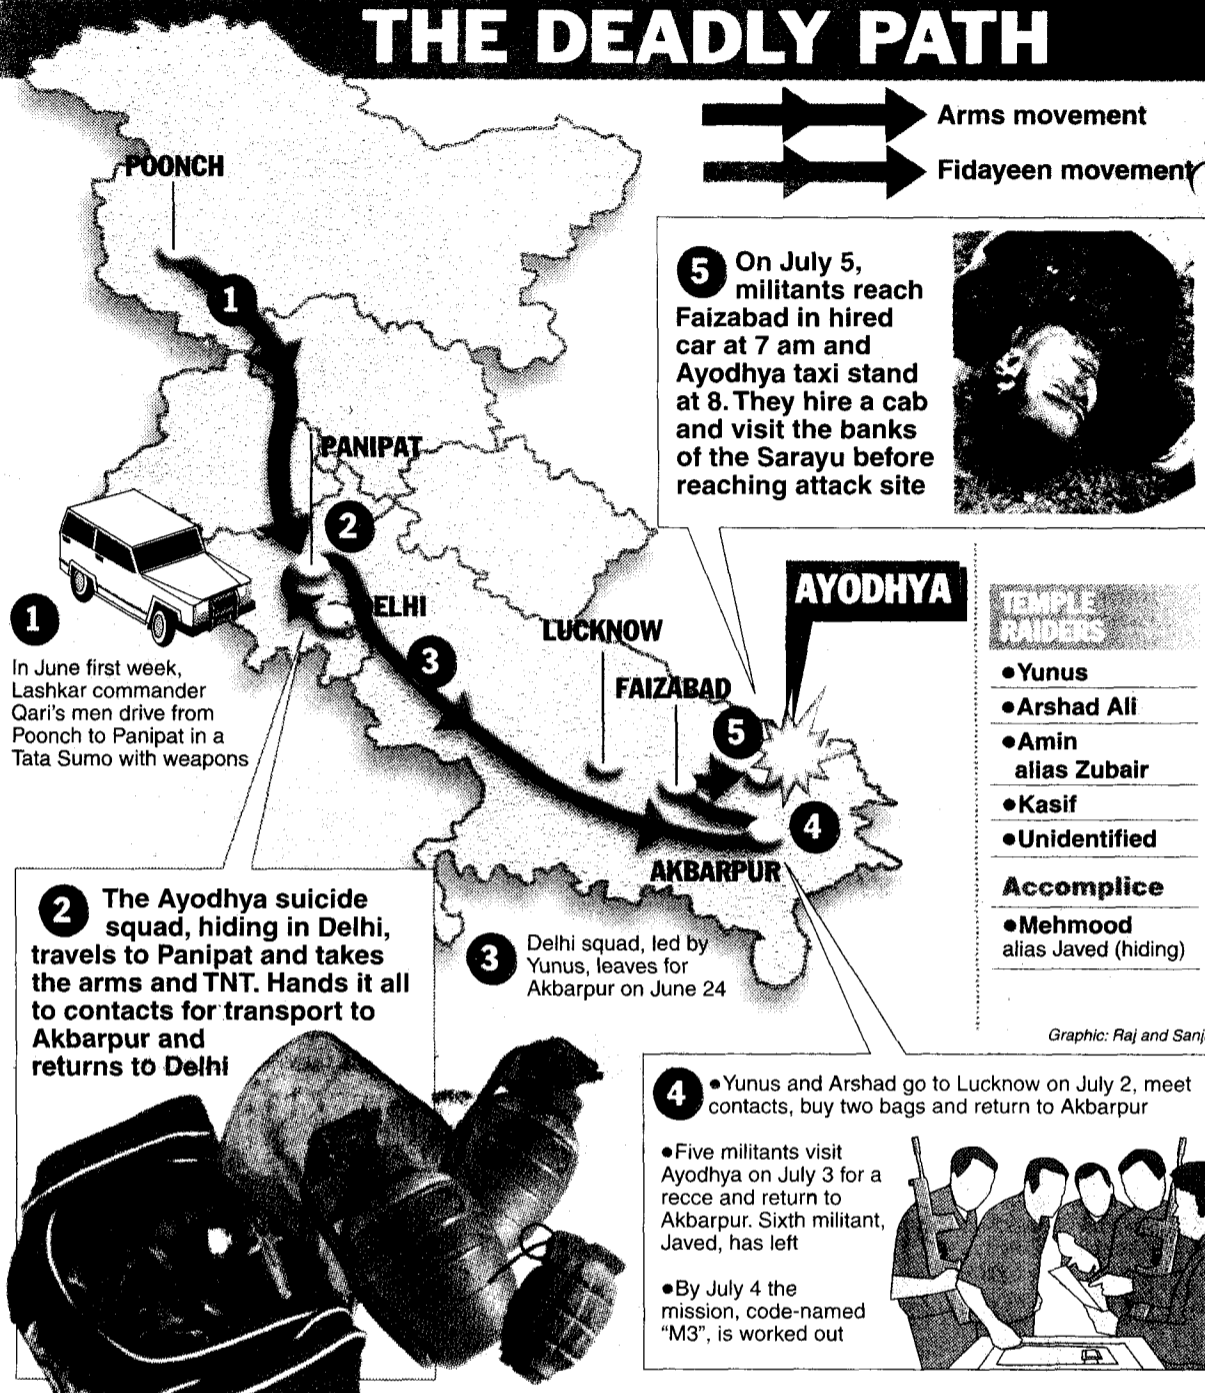 THE DEADLY PATH
Arms movement
Fidayeen movement
POONCH
1
PANIPAT
2
DELHI
3
LUCKNOW
FAIZABAD
5
AYODHYA
4
AKBARPUR
1
In June first week,
Lashkar commander
Qari's men drive from
Poonch to Panipat in a
Tata Sumo with weapons
2 The Ayodhya suicide
squad, hiding in Delhi,
travels to Panipat and takes
the arms and TNT. Hands it all
to contacts for transport to
Akbarpur and
returns to Delhi
3 Delhi squad, led by
Yunus, leaves for
Akbarpur on June 24
4 •Yunus and Arshad go to Lucknow on July 2, meet
contacts, buy two bags and return to Akbarpur
•Five militants visit
Ayodhya on July 3 for a
recce and return to
Akbarpur. Sixth militant,
Javed, has left
•By July 4 the
mission, code-named
"M3", is worked out
5 On July 5,
militants reach
Faizabad in hired
car at 7 am and
Ayodhya taxi stand
at 8. They hire a cab
and visit the banks
of the Sarayu before
reaching attack site
TEMPLE
RAIDERS
•Yunus
•Arshad Ali
•Amin
alias Zubair
•Kasif
•Unidentified
Accomplice
•Mehmood
alias Javed (hiding)
Graphic: Raj and